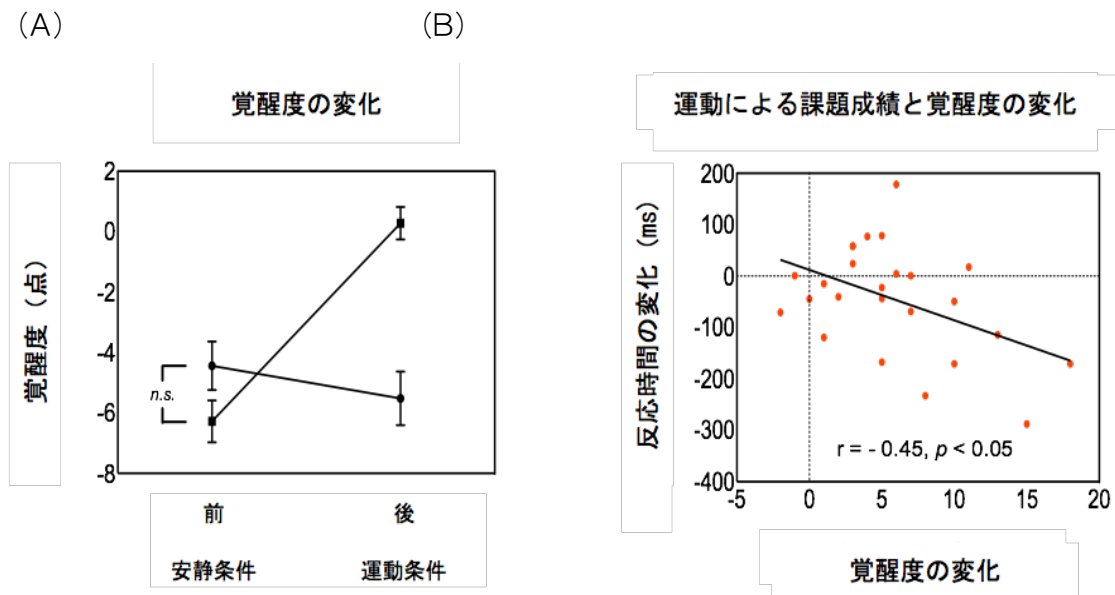 （A）
（B）
覚醒度の変化
覚醒度（点）
2
0
-2
-4
-6
-8
n.s.
前
後
安静条件
運動条件
運動による課題成績と覚醒度の変化
反応時間の変化（ms）
200
100
0
-100
-200
-300
-400
r = - 0.45, p < 0.05
-5
0
5
10
15
20
覚醒度の変化